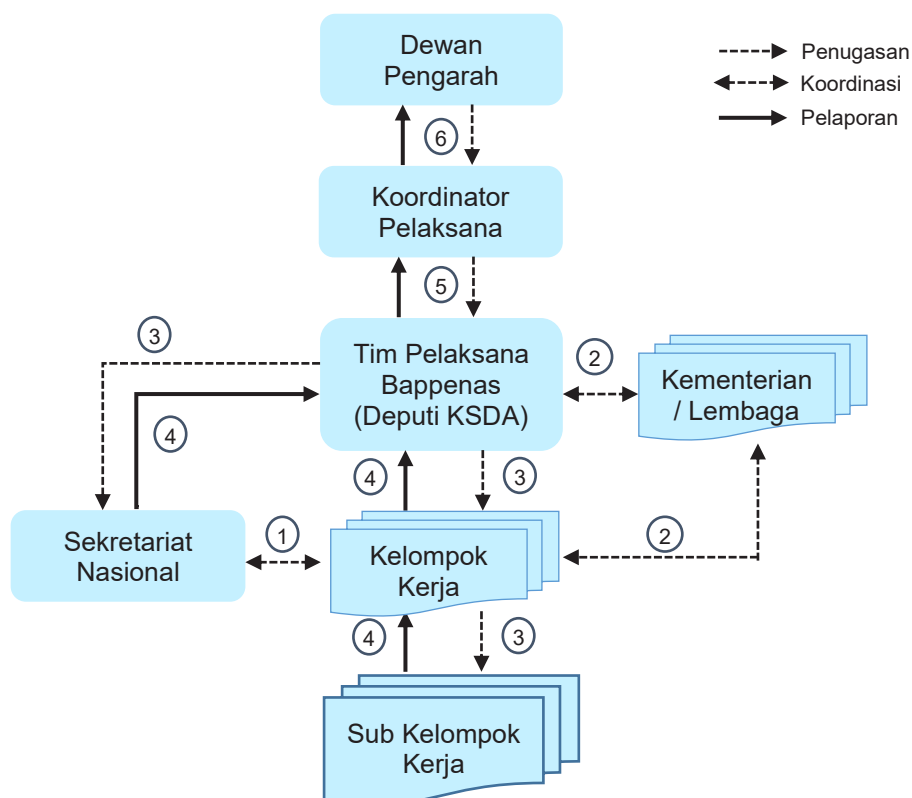 Dewan
Pengarah
Penugasan
Koordinasi
Pelaporan
6
Koordinator
Pelaksana
5
3
Tim Pelaksana
Bappenas
(Deputi KSDA)
2
Kementerian
/ Lembaga
4
4
3
Sekretariat
Nasional
1
Kelompok
Kerja
2
4
3
Sub Kelompok
Kerja